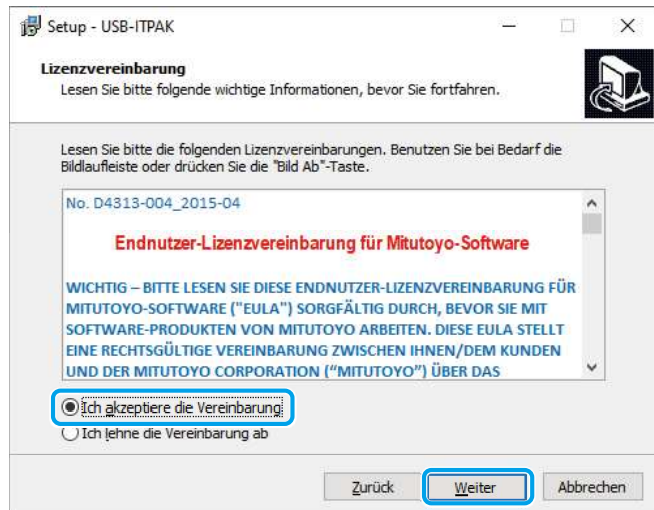 Setup - USB-ITPAK
Lizenzvereinbarung
Lesen Sie bitte folgende wichtige Informationen, bevor Sie fortfahren.
Lesen Sie bitte die folgenden Lizenzvereinbarungen. Benutzen Sie bei Bedarf die
Bildlaufleiste oder drücken Sie die "Bild Ab"-Taste.
No. D4313-004_2015-04
Endnutzer-Lizenzvereinbarung für Mitutoyo-Software
WICHTIG – BITTE LESEN SIE DIESE ENDNUTZER-LIZENZVEREINBARUNG FÜR
MITUTOYO-SOFTWARE ("EULA") SORGFÄLTIG DURCH, BEVOR SIE MIT
SOFTWARE-PRODUKTEN VON MITUTOYO ARBEITEN. DIESE EULA STELLT
EINE RECHTSGÜLTIGE VEREINBARUNG ZWISCHEN IHNEN/DEM KUNDEN
UND DER MITUTOYO CORPORATION (“MITUTOYO”) ÜBER DAS
Ich akzeptiere die Vereinbarung
Ich lehne die Vereinbarung ab
Zurück Weiter Abbrechen